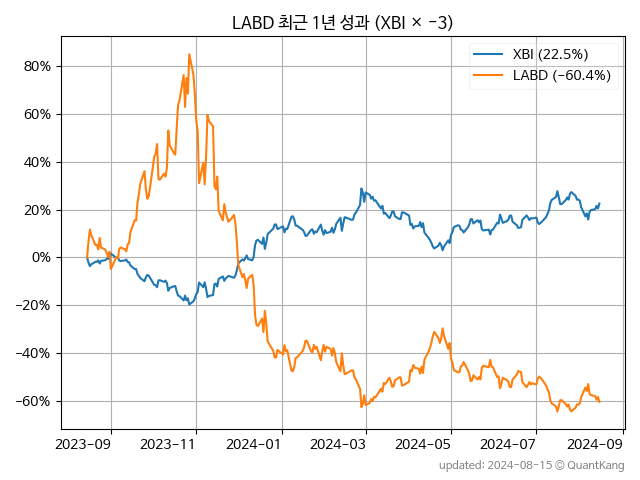 LABD 최근 1년 성과 (XBI × −3)
XBI (22.5%)
LABD (−60.4%)
80%
60%
40%
20%
0%
−20%
−40%
−60%
2023-09 2023-11 2024-01 2024-03 2024-05 2024-07 2024-09
updated: 2024-08-15 © QuantKang